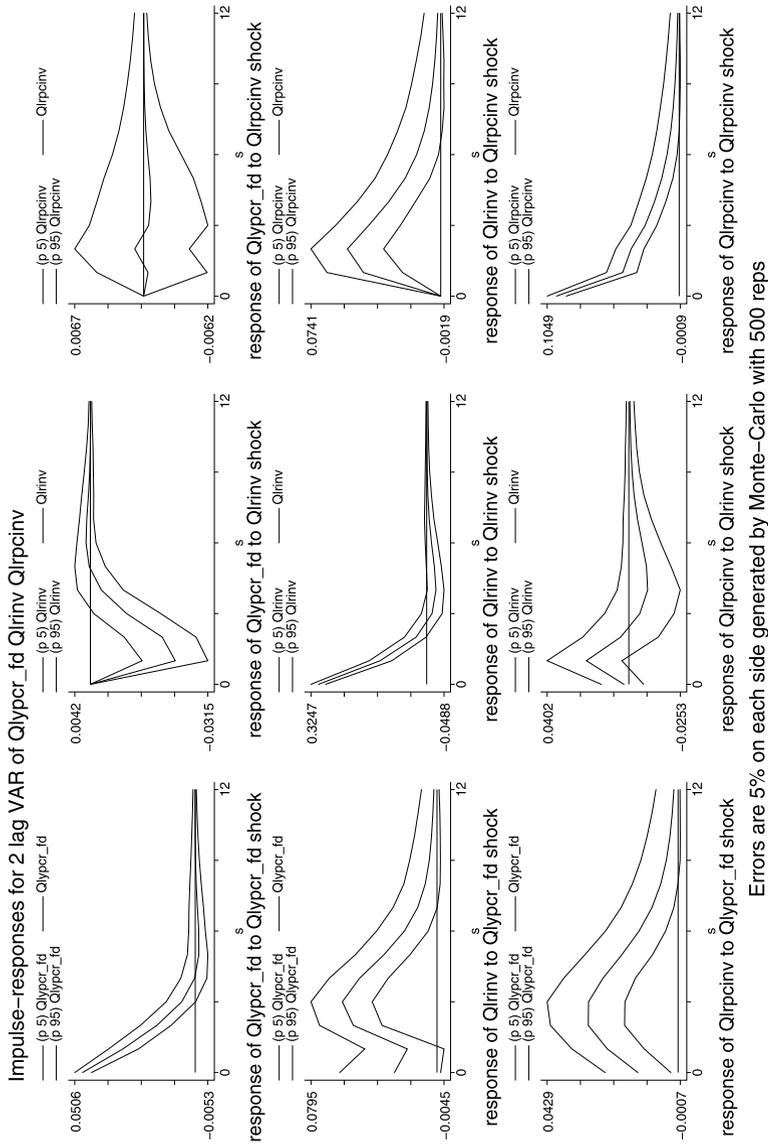 Impulse−responses for 2 lag VAR of Qlypcr_fd Qlrinv Qlrpcinv
(p 5) Qlypcr_fd
Qlypcr_fd
(p 95) Qlypcr_fd
0.0506
−0.0053
0
s
12
response of Qlypcr_fd to Qlypcr_fd shock
(p 5) Qlrinv
Qlrinv
(p 95) Qlrinv
0.0042
−0.0315
0
s
12
response of Qlypcr_fd to Qlrinv shock
(p 5) Qlrpcinv
Qlrpcinv
(p 95) Qlrpcinv
0.0067
−0.0062
0
s
12
response of Qlypcr_fd to Qlrpcinv shock
(p 5) Qlypcr_fd
Qlypcr_fd
(p 95) Qlypcr_fd
0.0795
−0.0045
0
s
12
response of Qlrinv to Qlypcr_fd shock
(p 5) Qlrinv
Qlrinv
(p 95) Qlrinv
0.3247
−0.0488
0
s
12
response of Qlrinv to Qlrinv shock
(p 5) Qlrpcinv
Qlrpcinv
(p 95) Qlrpcinv
0.0741
−0.0019
0
s
12
response of Qlrinv to Qlrpcinv shock
(p 5) Qlypcr_fd
Qlypcr_fd
(p 95) Qlypcr_fd
0.0429
−0.0007
0
s
12
response of Qlrpcinv to Qlypcr_fd shock
(p 5) Qlrinv
Qlrinv
(p 95) Qlrinv
0.0402
−0.0253
0
s
12
response of Qlrpcinv to Qlrinv shock
(p 5) Qlrpcinv
Qlrpcinv
(p 95) Qlrpcinv
0.1049
−0.0009
0
s
12
response of Qlrpcinv to Qlrpcinv shock
Errors are 5% on each side generated by Monte−Carlo with 500 reps